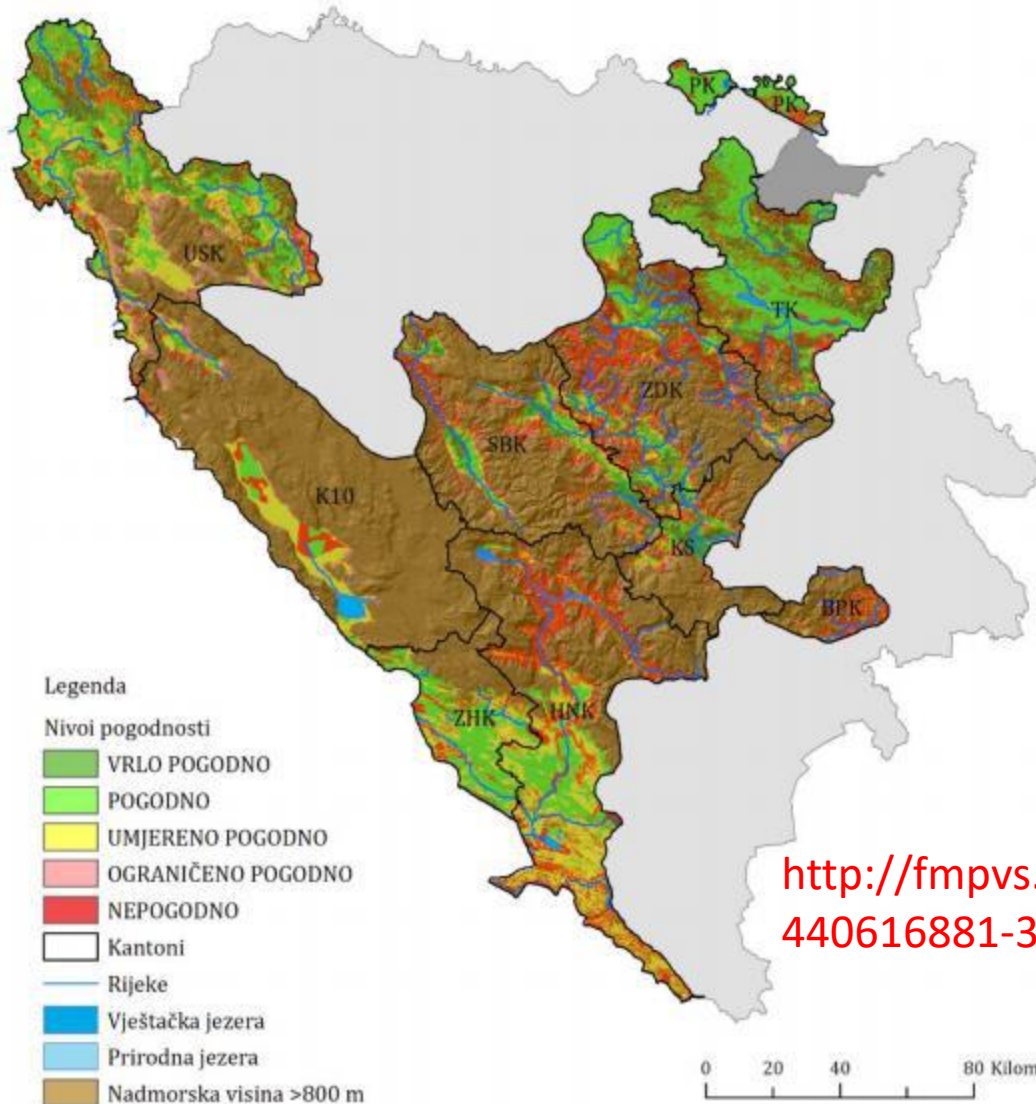 PK
PK
USK
TK
ZDK
SBK
K10
KS
BPK
ZHK
HNK
Legenda
Nivoi pogodnosti
VRLO POGODNO
POGODNO
UMJERENO POGODNO
OGRANIČENO POGODNO
NEPOGODNO
Kantoni
Rijeke
Vještačka jezera
Prirodna jezera
Nadmorska visina >800 m
http://fmpvs.
440616881-3
0 20 40 80 Kilom